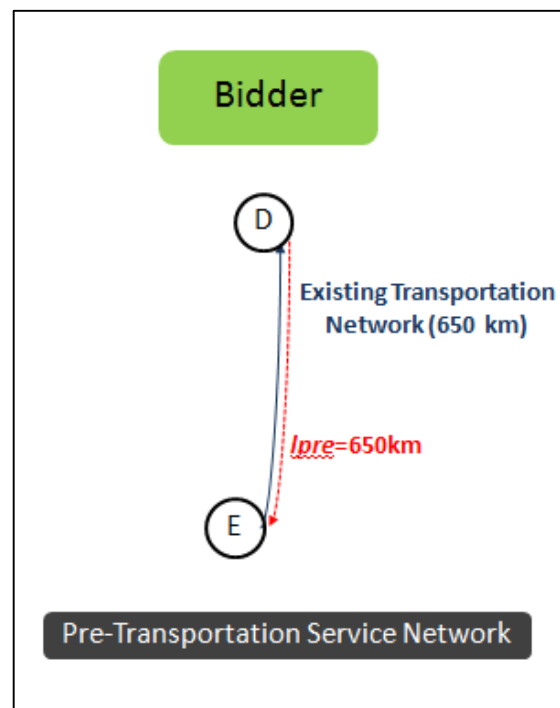 Bidder
D
Existing Transportation
Network (650 km)
lpre=650km
E
Pre-Transportation Service Network